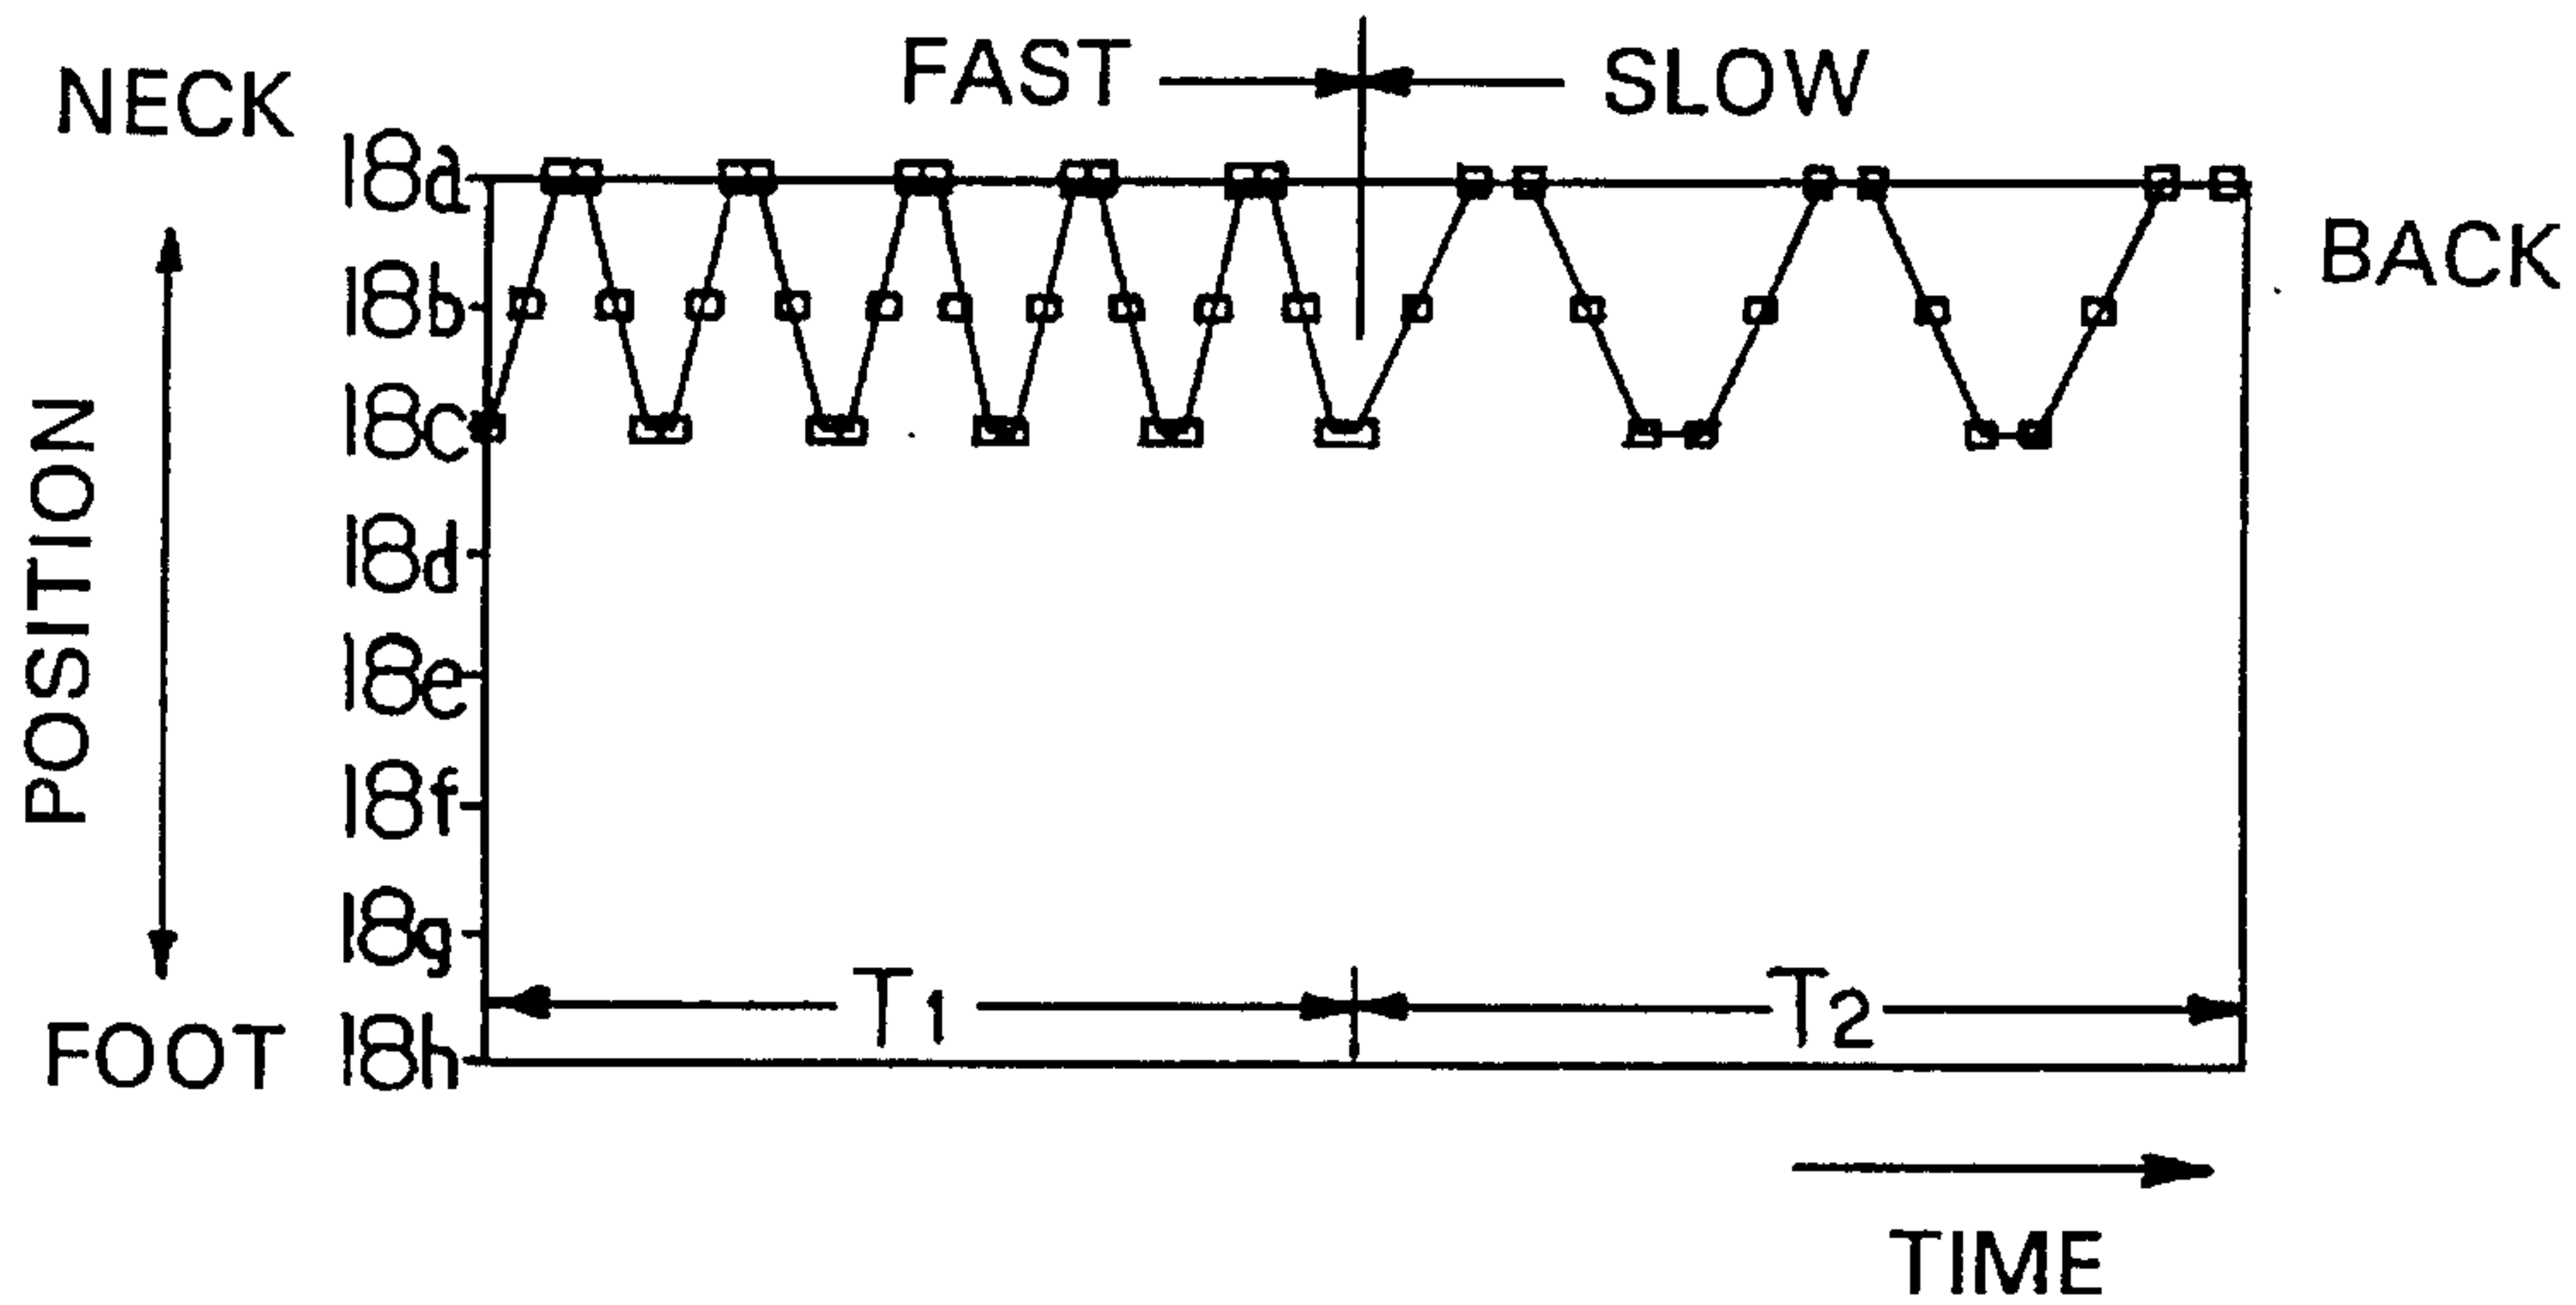 FAST SLOW
NECK
18a
18b
BACK
18c
POSITION
18d
18e
18f
18g
T1 T2
FOOT 18h
TIME